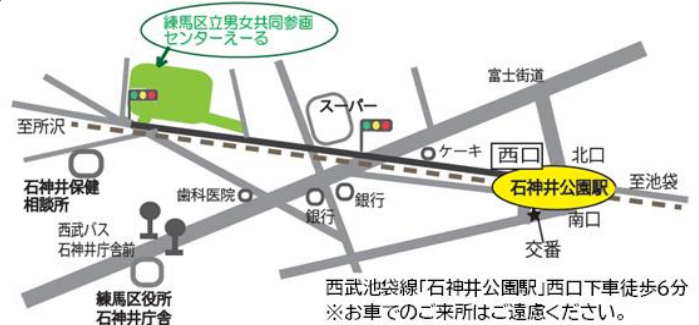 練馬区立男女共同参画
センターえーる
富士街道
スーパー
至所沢
ケーキ
西口
北口
石神井公園駅
至池袋
石神井保健
相談所
歯科医院
銀行
銀行
南口
交番
西武バス
石神井庁舎前
練馬区役所
石神井庁舎
西武池袋線「石神井公園駅」西口下車徒歩6分
※お車でのご来所はご遠慮ください。